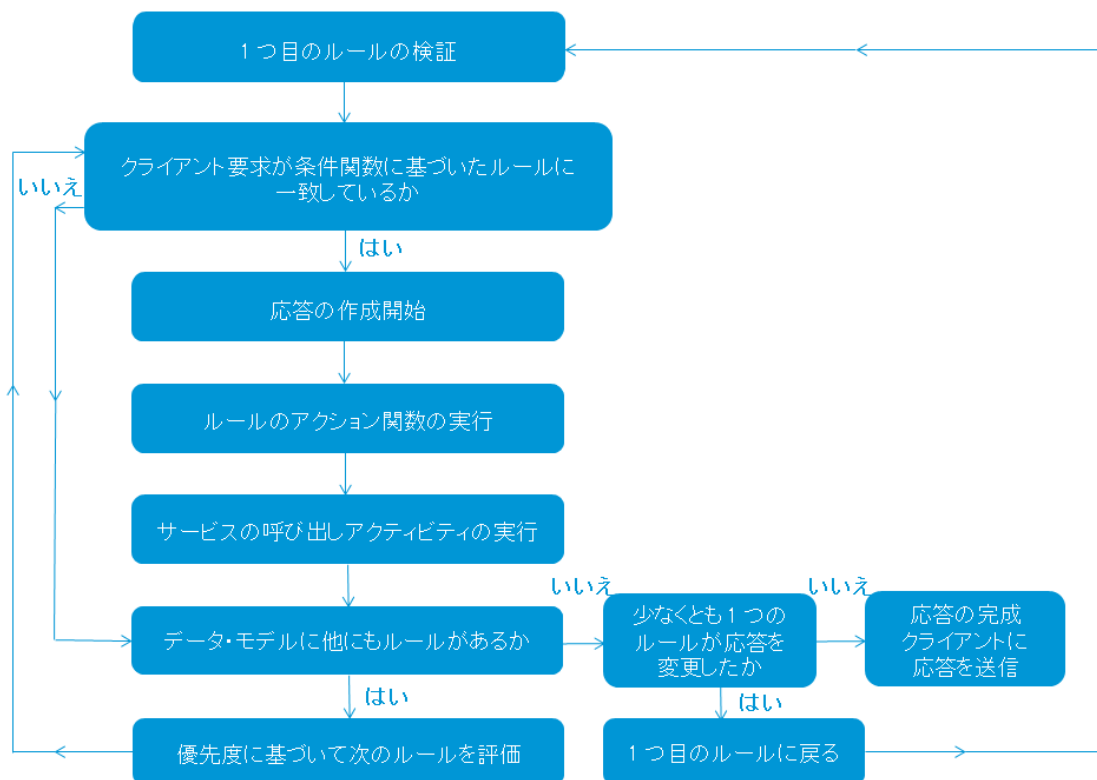 1つ目のルールの検証
クライアント要求が条件関数に基づいたルールに
一致しているか
いいえ
はい
応答の作成開始
ルールのアクション関数の実行
サービスの呼び出しアクティビティの実行
データ・モデルに他にもルールがあるか
いいえ
少なくとも1つの
ルールが応答を
変更したか
いいえ
応答の完成
クライアントに
応答を送信
はい
はい
優先度に基づいて次のルールを評価
1つ目のルールに戻る